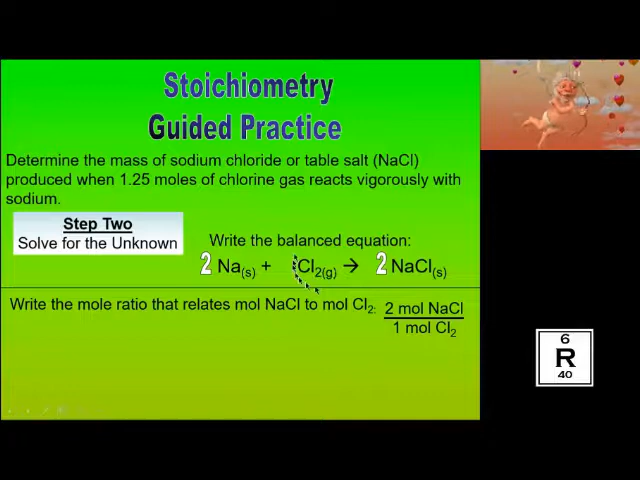 Stoichiometry
Guided Practice
Determine the mass of sodium chloride or table salt (NaCl)
produced when 1.25 moles of chlorine gas reacts vigorously with
sodium.
Step Two
Solve for the Unknown
Write the balanced equation:
2 Na(s) + Cl2(g) → 2 NaCl(s)
Write the mole ratio that relates mol NaCl to mol Cl2:
2 mol NaCl
1 mol Cl2
6
R
40